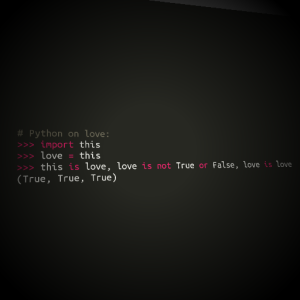 # Python on love:
>>> import this
>>> love = this
>>> this is love, love is not True or False, love is love
(True, True, True)